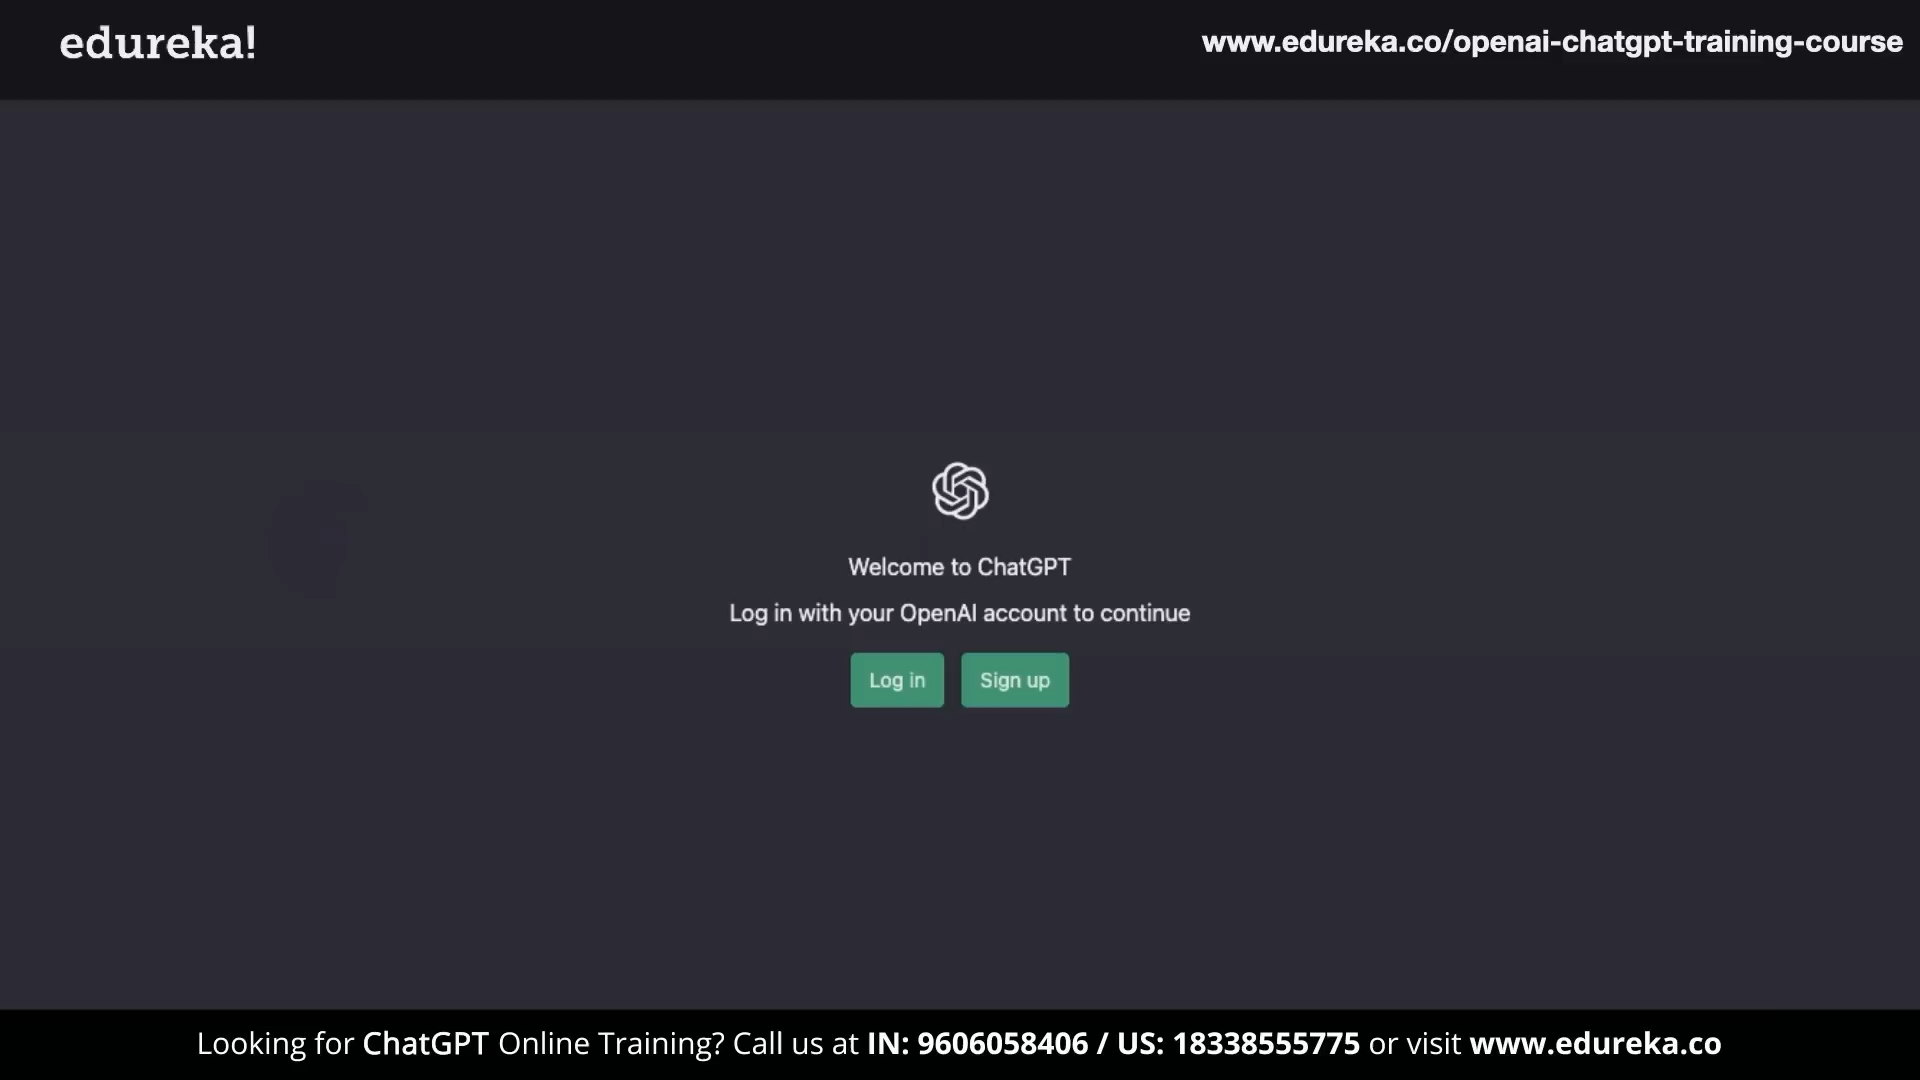 edureka!
www.edureka.co/openai-chatgpt-training-course
Welcome to ChatGPT
Log in with your OpenAI account to continue
Log in
Sign up
Looking for ChatGPT Online Training? Call us at IN: 9606058406 / US: 18338555775 or visit www.edureka.co